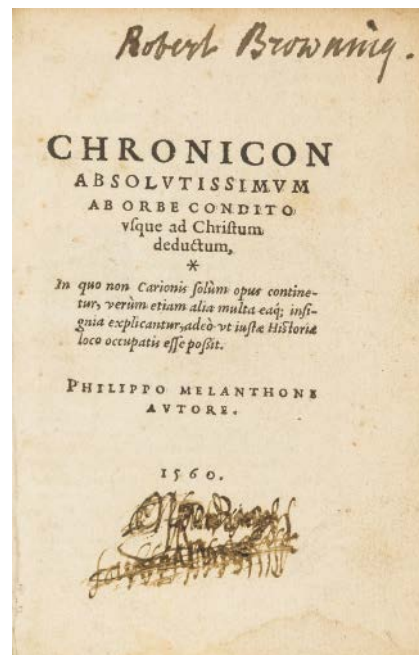 Robert Browning.
CHRONICON
ABSOLVTISSIMVM
AB ORBE CONDITO
vſque ad Chriſtum
deductum,
*
In quo non Carionis ſolùm opus contine-
tur, verùm etiam alia multa eaq́; inſi-
gnia explicantur, adeò vt iuſtæ Hiſtoriæ
loco occupatis eſſe poßit.
PHILIPPO MELANTHONE
AVTORE.
1560.